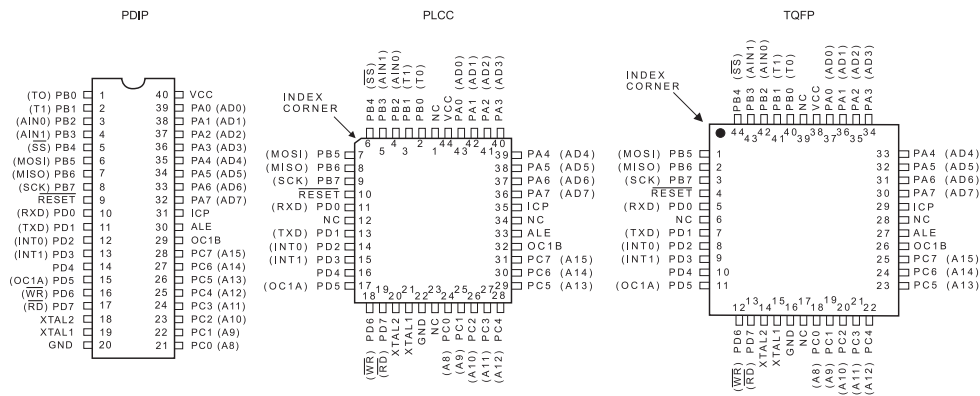 PDIP
(TO) PB0 1 40 VCC
(T1) PB1 2 39 PA0 (AD0)
(AIN0) PB2 3 38 PA1 (AD1)
(AIN1) PB3 4 37 PA2 (AD2)
(SS) PB4 5 36 PA3 (AD3)
(MOSI) PB5 6 35 PA4 (AD4)
(MISO) PB6 7 34 PA5 (AD5)
(SCK) PB7 8 33 PA6 (AD6)
RESET 9 32 PA7 (AD7)
(RXD) PD0 10 31 ICP
(TXD) PD1 11 30 ALE
(INT0) PD2 12 29 OC1B
(INT1) PD3 13 28 PC7 (A15)
PD4 14 27 PC6 (A14)
(OC1A) PD5 15 26 PC5 (A13)
(WR) PD6 16 25 PC4 (A12)
(RD) PD7 17 24 PC3 (A11)
XTAL2 18 23 PC2 (A10)
XTAL1 19 22 PC1 (A9)
GND 20 21 PC0 (A8)
PLCC
INDEX
CORNER
PB4 (SS)
PB3 (AIN1)
PB2 (AIN0)
PB1 (T1)
PB0 (T0)
NC
VCC
PA0 (AD0)
PA1 (AD1)
PA2 (AD2)
PA3 (AD3)
6 5 4 3 2 1 44 43 42 41 40
(MOSI) PB5 7 39 PA4 (AD4)
(MISO) PB6 8 38 PA5 (AD5)
(SCK) PB7 9 37 PA6 (AD6)
RESET 10 36 PA7 (AD7)
(RXD) PD0 11 35 ICP
NC 12 34 NC
(TXD) PD1 13 33 ALE
(INT0) PD2 14 32 OC1B
(INT1) PD3 15 31 PC7 (A15)
PD4 16 30 PC6 (A14)
(OC1A) PD5 17 29 PC5 (A13)
18 19 20 21 22 23 24 25 26 27 28
(WR) PD6
(RD) PD7
XTAL2
XTAL1
GND
NC
(A8) PC0
(A9) PC1
(A10) PC2
(A11) PC3
(A12) PC4
TQFP
INDEX
CORNER
PB4 (SS)
PB3 (AIN1)
PB2 (AIN0)
PB1 (T1)
PB0 (T0)
NC
VCC
PA0 (AD0)
PA1 (AD1)
PA2 (AD2)
PA3 (AD3)
44 43 42 41 40 39 38 37 36 35 34
(MOSI) PB5 1 33 PA4 (AD4)
(MISO) PB6 2 32 PA5 (AD5)
(SCK) PB7 3 31 PA6 (AD6)
RESET 4 30 PA7 (AD7)
(RXD) PD0 5 29 ICP
NC 6 28 NC
(TXD) PD1 7 27 ALE
(INT0) PD2 8 26 OC1B
(INT1) PD3 9 25 PC7 (A15)
PD4 10 24 PC6 (A14)
(OC1A) PD5 11 23 PC5 (A13)
12 13 14 15 16 17 18 19 20 21 22
(WR) PD6
(RD) PD7
XTAL2
XTAL1
GND
NC
(A8) PC0
(A9) PC1
(A10) PC2
(A11) PC3
(A12) PC4